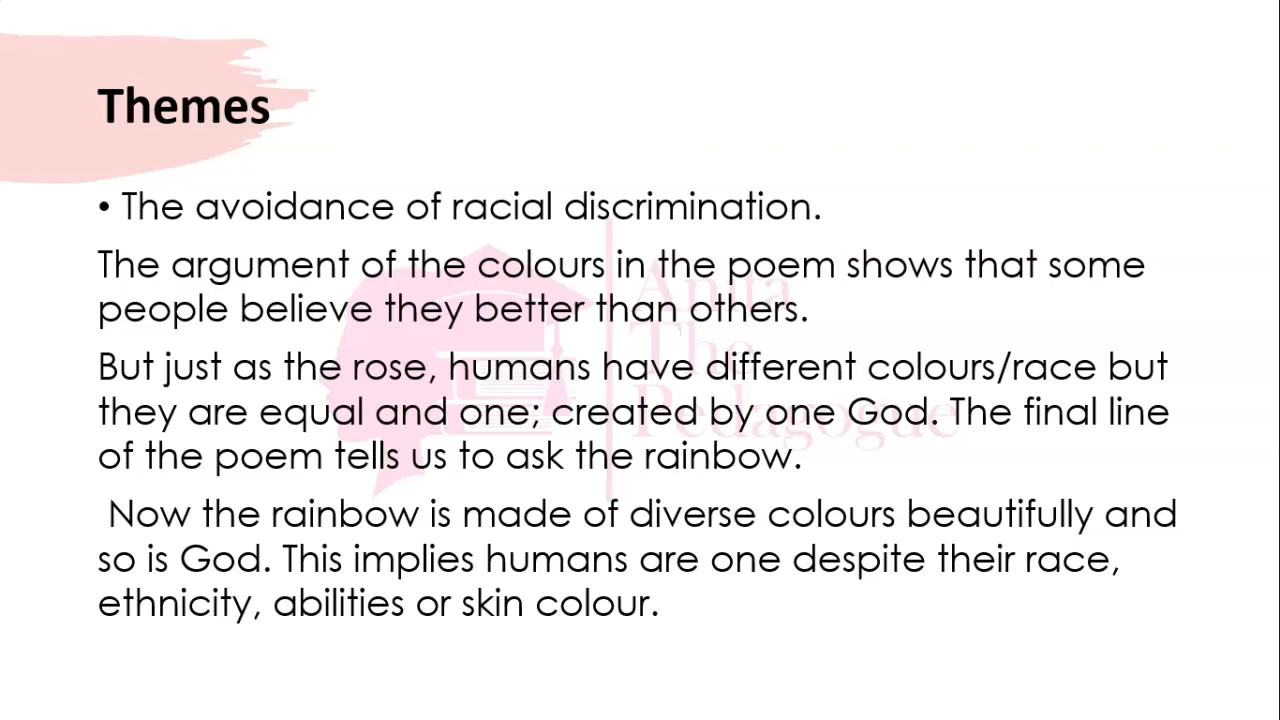 Themes
• The avoidance of racial discrimination.
The argument of the colours in the poem shows that some
people believe they better than others.
But just as the rose, humans have different colours/race but
they are equal and one; created by one God. The final line
of the poem tells us to ask the rainbow.
Now the rainbow is made of diverse colours beautifully and
so is God. This implies humans are one despite their race,
ethnicity, abilities or skin colour.
Anita
The
Pedagogue